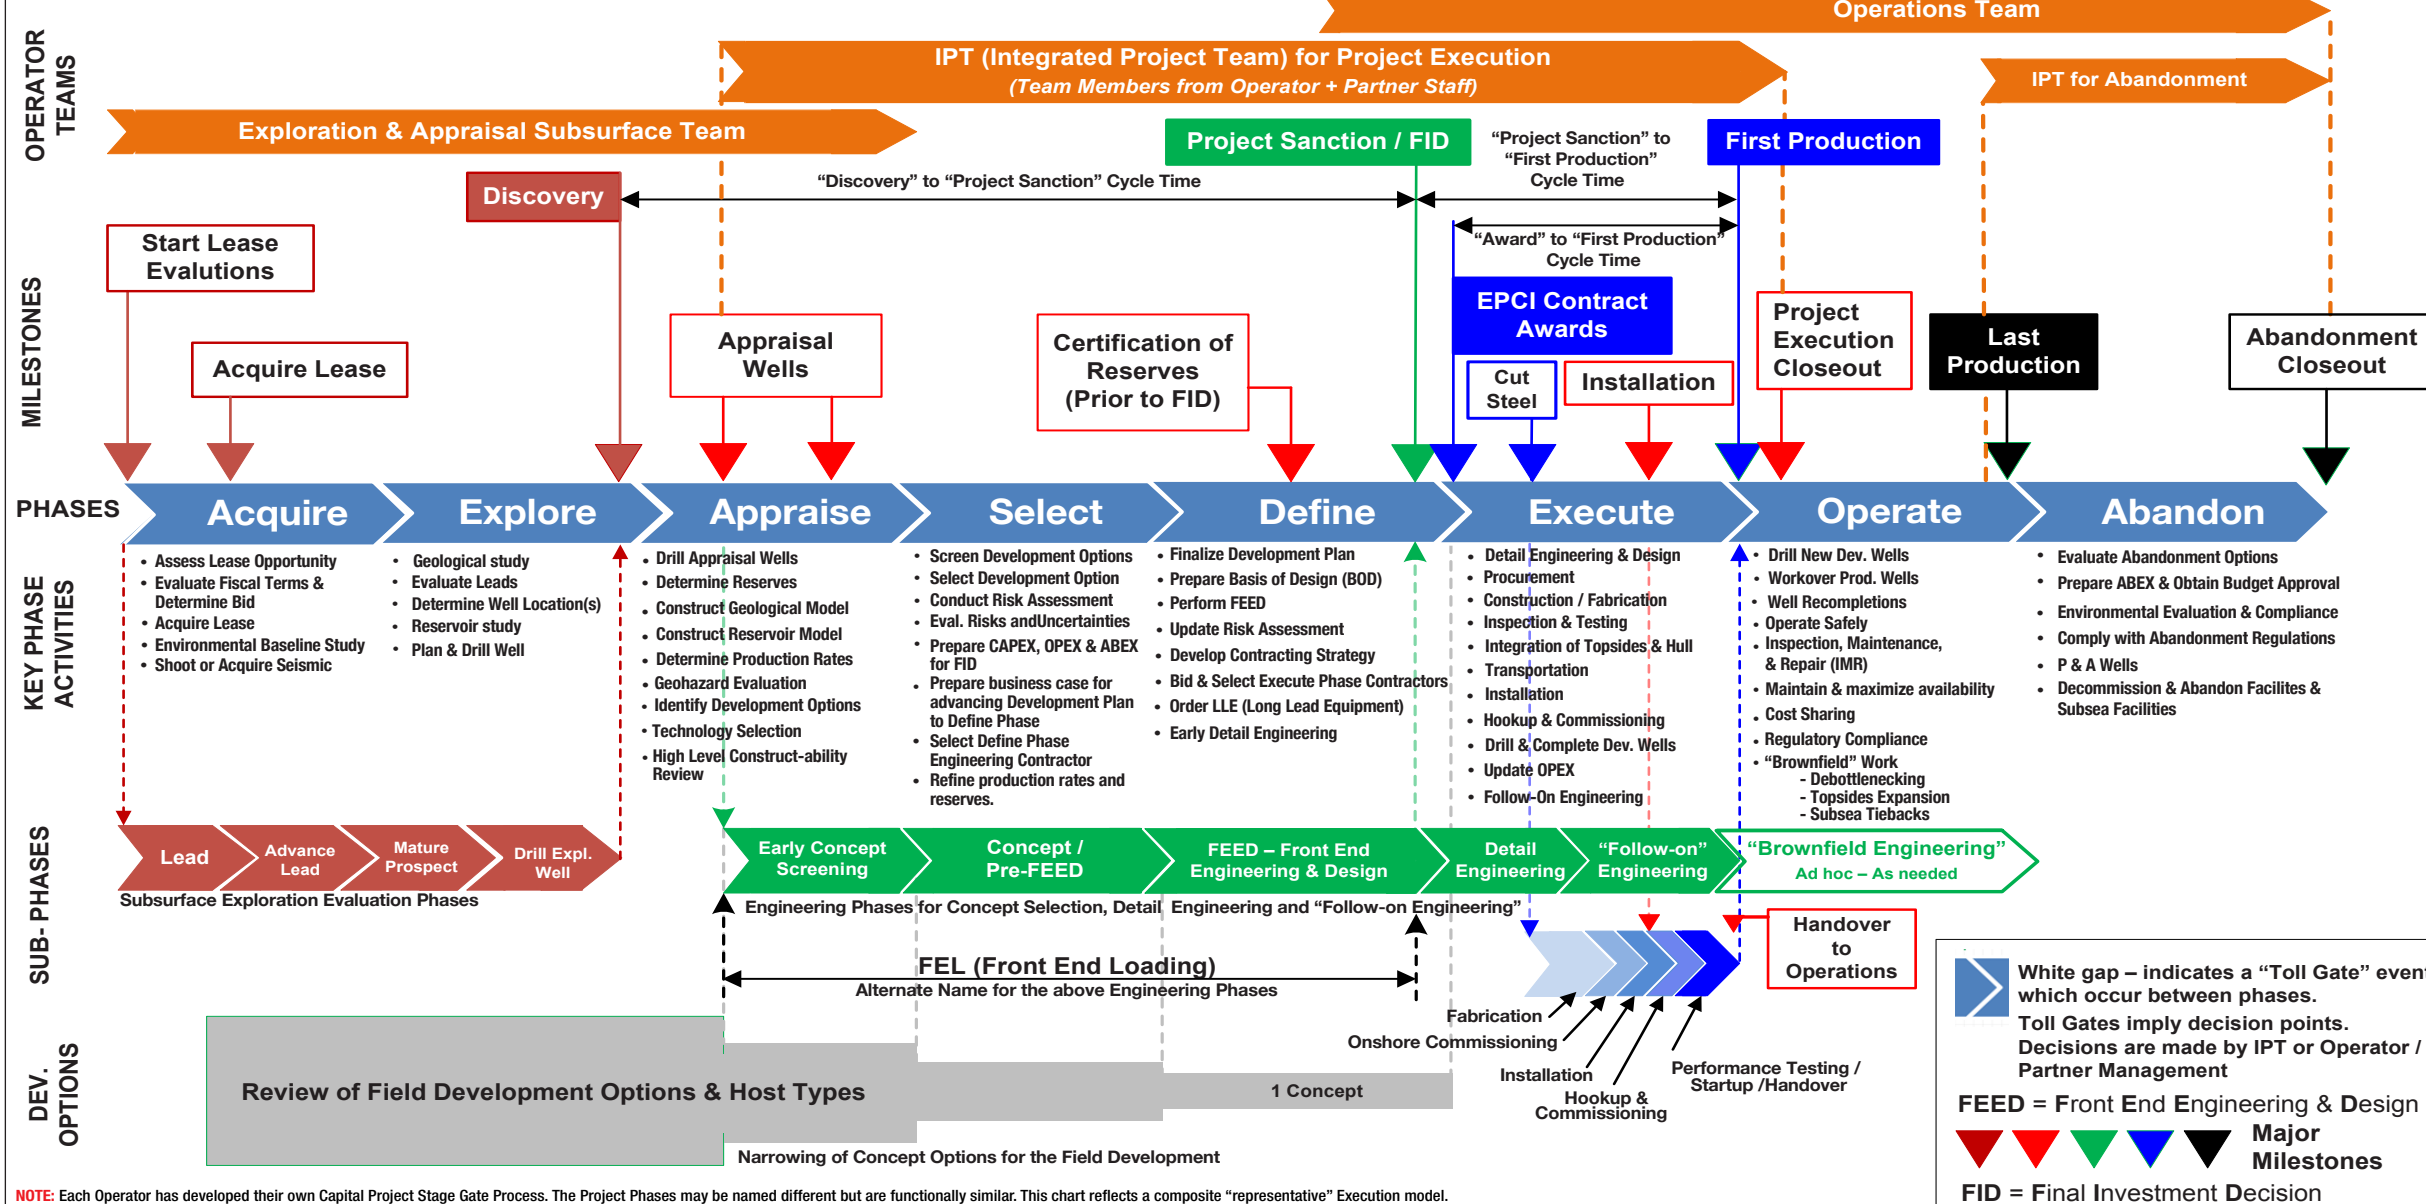 Operations Team
IPT (Integrated Project Team) for Project Execution
(Team Members from Operator + Partner Staff)
IPT for Abandonment
OPERATOR
TEAMS
Exploration & Appraisal Subsurface Team
Project Sanction / FID
“Project Sanction” to
“First Production”
Cycle Time
First Production
Discovery
“Discovery” to “Project Sanction” Cycle Time
Start Lease
Evalutions
“Award” to “First Production”
Cycle Time
MILESTONES
Acquire Lease
Appraisal
Wells
Certification of
Reserves
(Prior to FID)
EPCI Contract
Awards
Cut
Steel
Installation
Project
Execution
Closeout
Last
Production
Abandonment
Closeout
PHASES
Acquire
Explore
Appraise
Select
Define
Execute
Operate
Abandon
KEY PHASE
ACTIVITIES
• Assess Lease Opportunity
• Evaluate Fiscal Terms &
Determine Bid
• Acquire Lease
• Environmental Baseline Study
• Shoot or Acquire Seismic
• Geological study
• Evaluate Leads
• Determine Well Location(s)
• Reservoir study
• Plan & Drill Well
• Drill Appraisal Wells
• Determine Reserves
• Construct Geological Model
• Construct Reservoir Model
• Determine Production Rates
• Geohazard Evaluation
• Identify Development Options
• Technology Selection
• High Level Construct-ability
Review
• Screen Development Options
• Select Development Option
• Conduct Risk Assessment
• Eval. Risks andUncertainties
• Prepare CAPEX, OPEX & ABEX
for FID
• Prepare business case for
advancing Development Plan
to Define Phase
• Select Define Phase
Engineering Contractor
• Refine production rates and
reserves.
• Finalize Development Plan
• Prepare Basis of Design (BOD)
• Perform FEED
• Update Risk Assessment
• Develop Contracting Strategy
• Bid & Select Execute Phase Contractors
• Order LLE (Long Lead Equipment)
• Early Detail Engineering
• Detail Engineering & Design
• Procurement
• Construction / Fabrication
• Inspection & Testing
• Integration of Topsides & Hull
• Transportation
• Installation
• Hookup & Commissioning
• Drill & Complete Dev. Wells
• Update OPEX
• Follow-On Engineering
• Drill New Dev. Wells
• Workover Prod. Wells
• Well Recompletions
• Operate Safely
• Inspection, Maintenance,
& Repair (IMR)
• Maintain & maximize availability
• Cost Sharing
• Regulatory Compliance
• “Brownfield” Work
- Debottlenecking
- Topsides Expansion
- Subsea Tiebacks
• Evaluate Abandonment Options
• Prepare ABEX & Obtain Budget Approval
• Environmental Evaluation & Compliance
• Comply with Abandonment Regulations
• P & A Wells
• Decommission & Abandon Facilites &
Subsea Facilities
SUB- PHASES
Lead
Advance
Lead
Mature
Prospect
Drill Expl.
Well
Subsurface Exploration Evaluation Phases
Early Concept
Screening
Concept /
Pre-FEED
FEED – Front End
Engineering & Design
Detail
Engineering
“Follow-on”
Engineering
“Brownfield Engineering”
Ad hoc – As needed
Engineering Phases for Concept Selection, Detail Engineering and “Follow-on Engineering”
FEL (Front End Loading)
Alternate Name for the above Engineering Phases
Handover
to
Operations
Fabrication
Onshore Commissioning
Installation
Hookup &
Commissioning
Performance Testing /
Startup /Handover
DEV.
OPTIONS
Review of Field Development Options & Host Types
1 Concept
Narrowing of Concept Options for the Field Development
White gap – indicates a “Toll Gate” event
which occur between phases.
Toll Gates imply decision points.
Decisions are made by IPT or Operator /
Partner Management
FEED = Front End Engineering & Design
Major
Milestones
FID = Final Investment Decision
NOTE: Each Operator has developed their own Capital Project Stage Gate Process. The Project Phases may be named different but are functionally similar. This chart reflects a composite “representative” Execution model.